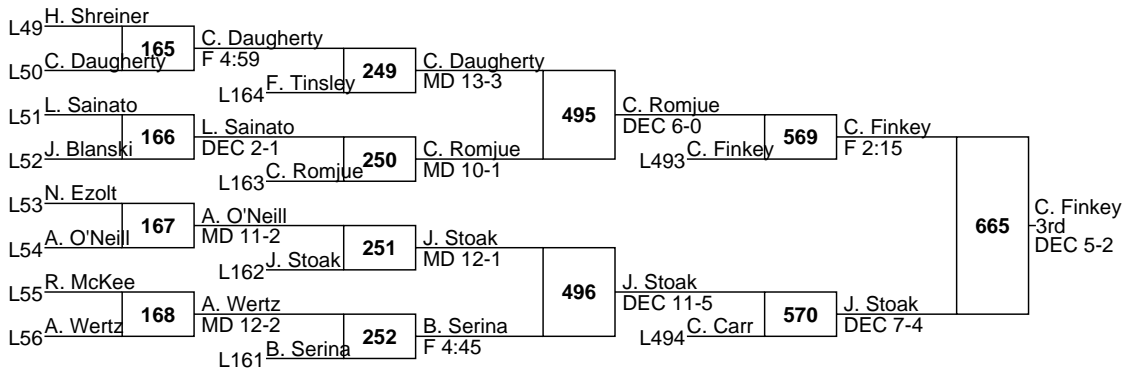 H. Shreiner
L49
165
C. Daugherty
F 4:59
L50
C. Daugherty
249
C. Daugherty
MD 13-3
L164
F. Tinsley
L51
L. Sainato
495
C. Romjue
DEC 6-0
166
L. Sainato
DEC 2-1
L52
J. Blanski
250
C. Romjue
MD 10-1
L163
C. Romjue
569
C. Finkey
F 2:15
L493
C. Finkey
L53
N. Ezolt
167
A. O'Neill
MD 11-2
L54
A. O'Neill
251
J. Stoak
MD 12-1
L162
J. Stoak
665
C. Finkey
3rd
DEC 5-2
L55
R. McKee
496
J. Stoak
DEC 11-5
168
A. Wertz
MD 12-2
L56
A. Wertz
252
B. Serina
F 4:45
L161
B. Serina
570
J. Stoak
DEC 7-4
L494
C. Carr